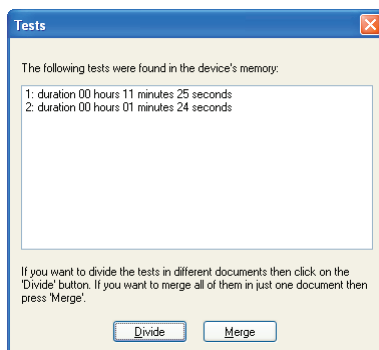 Tests
The following tests were found in the device's memory:
1: duration 00 hours 11 minutes 25 seconds
2: duration 00 hours 01 minutes 24 seconds
If you want to divide the tests in different documents then click on the
'Divide' button. If you want to merge all of them in just one document then
press 'Merge'.
Divide
Merge